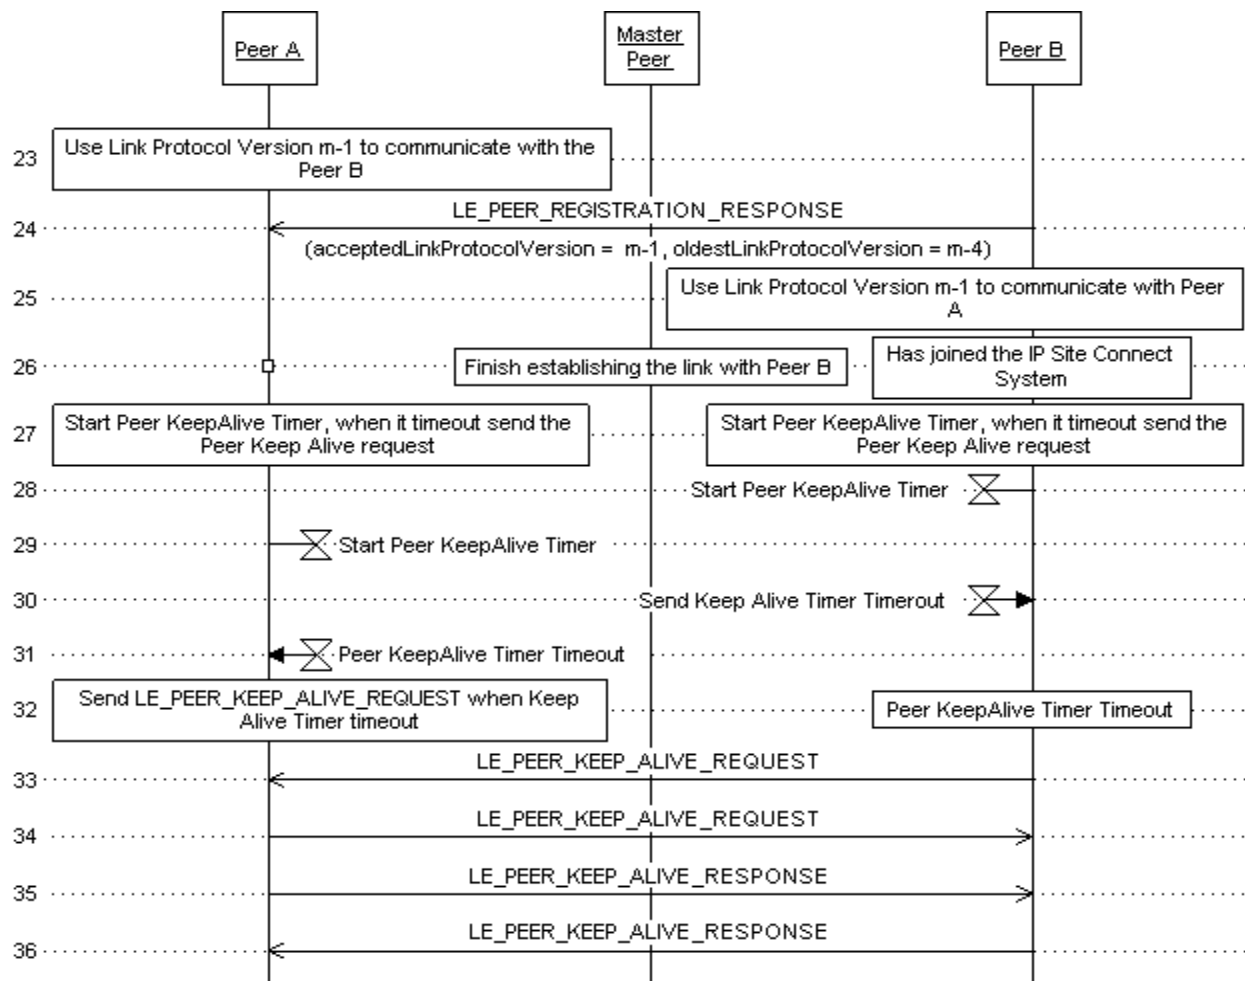 Peer A
Master
Peer
Peer B
23
Use Link Protocol Version m-1 to communicate with the
Peer B
LE_PEER_REGISTRATION_RESPONSE
24
(acceptedLinkProtocolVersion = m-1, oldestLinkProtocolVersion = m-4)
25
Use Link Protocol Version m-1 to communicate with Peer
A
26
Finish establishing the link with Peer B
Has joined the IP Site Connect
System
27
Start Peer KeepAlive Timer, when it timeout send the
Peer Keep Alive request
Start Peer KeepAlive Timer, when it timeout send the
Peer Keep Alive request
28
Start Peer KeepAlive Timer
29
Start Peer KeepAlive Timer
30
Send Keep Alive Timer Timerout
31
Peer KeepAlive Timer Timeout
32
Send LE_PEER_KEEP_ALIVE_REQUEST when Keep
Alive Timer timeout
Peer KeepAlive Timer Timeout
LE_PEER_KEEP_ALIVE_REQUEST
33
LE_PEER_KEEP_ALIVE_REQUEST
34
LE_PEER_KEEP_ALIVE_RESPONSE
35
LE_PEER_KEEP_ALIVE_RESPONSE
36